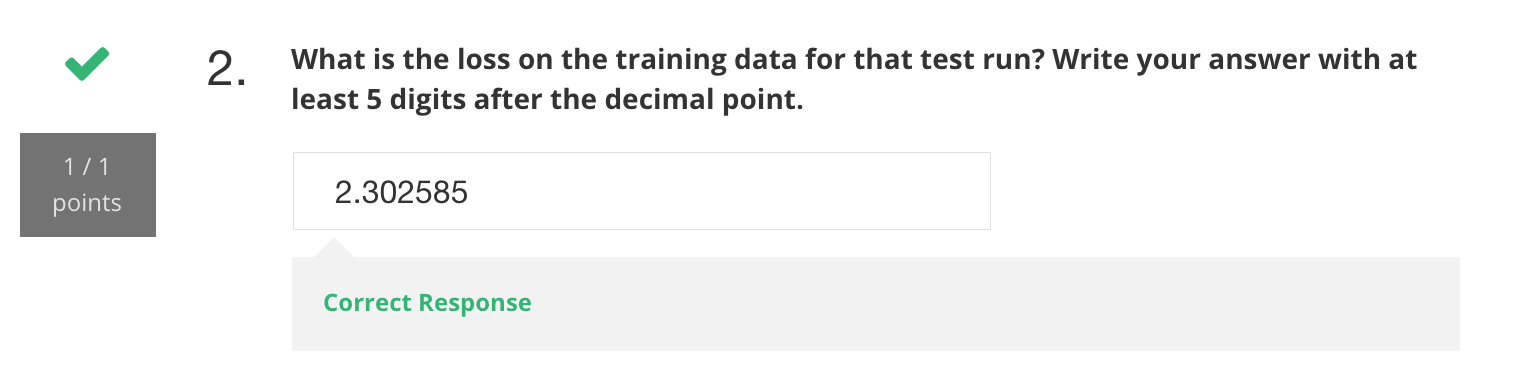 2. What is the loss on the training data for that test run? Write your answer with at
least 5 digits after the decimal point.
1 / 1
points
2.302585
Correct Response